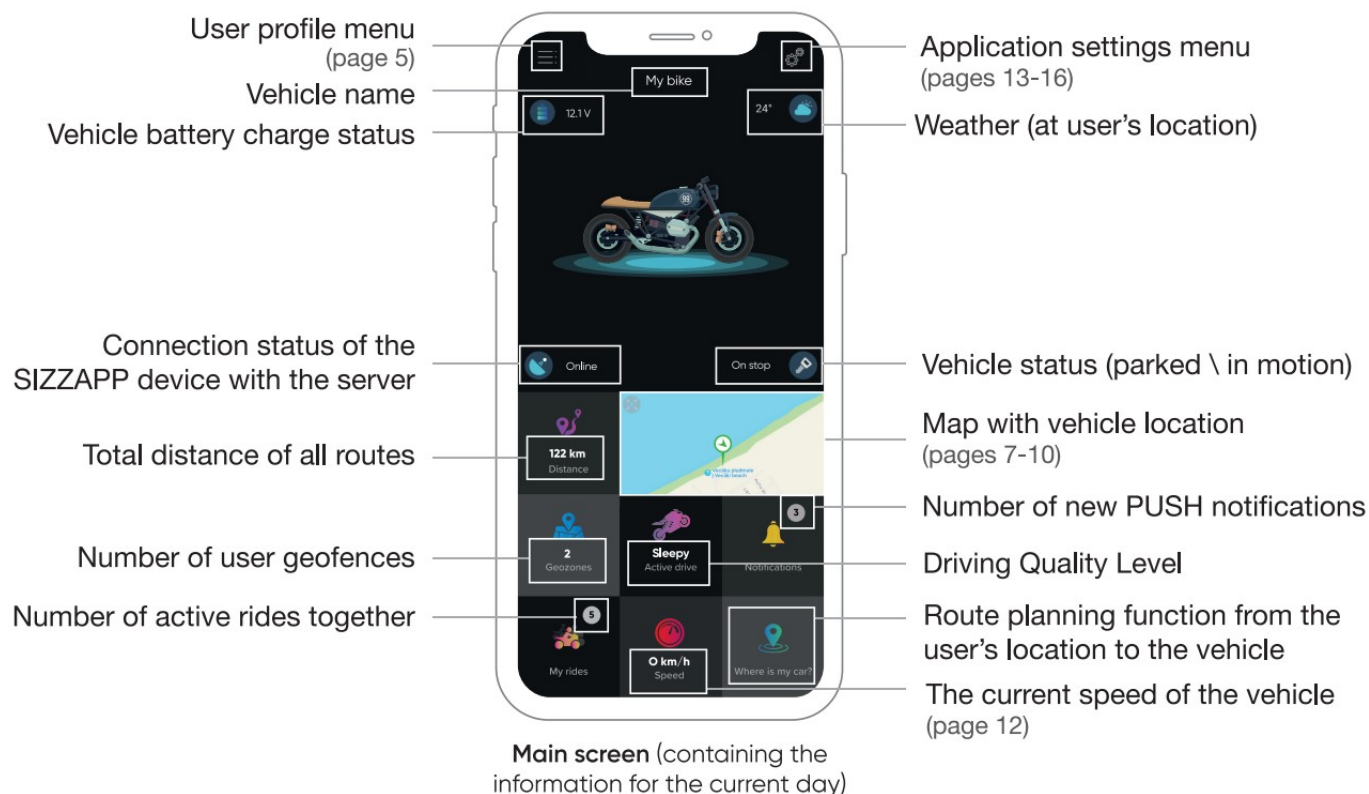 User profile menu
(page 5)
Vehicle name
Vehicle battery charge status
Connection status of the
SIZZAPP device with the server
Total distance of all routes
Number of user geofences
Number of active rides together
My bike
12.1 V
24°
99
Online
On stop
122 km
Distance
Vecāķu pludmale
Vecāķi beach
2
Geozones
Sleepy
Active drive
3
Notifications
5
My rides
0 km/h
Speed
Where is my car?
Application settings menu
(pages 13-16)
Weather (at user's location)
Vehicle status (parked \ in motion)
Map with vehicle location
(pages 7-10)
Number of new PUSH notifications
Driving Quality Level
Route planning function from the
user's location to the vehicle
The current speed of the vehicle
(page 12)
Main screen (containing the
information for the current day)